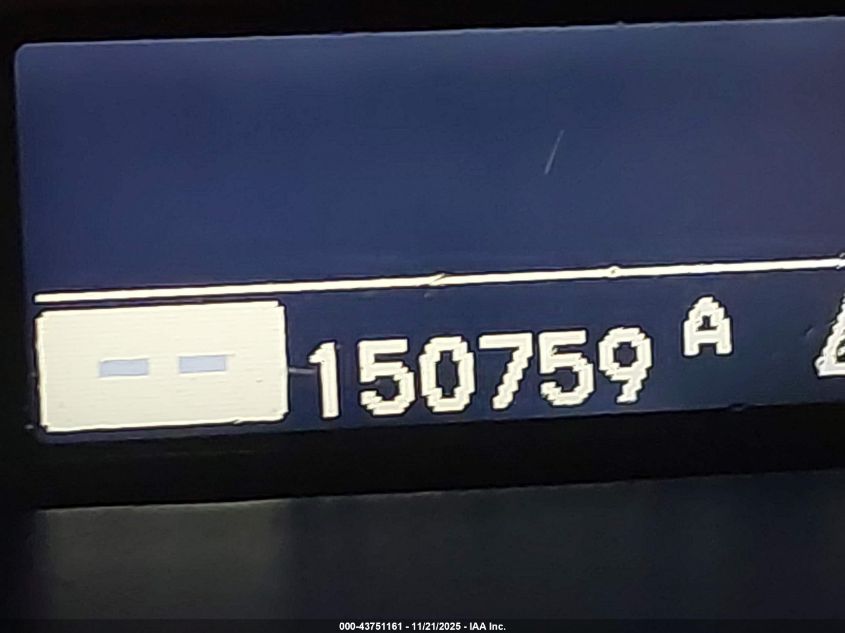 -- 150759 A
000-43751161 - 11/21/2025 - IAA Inc.